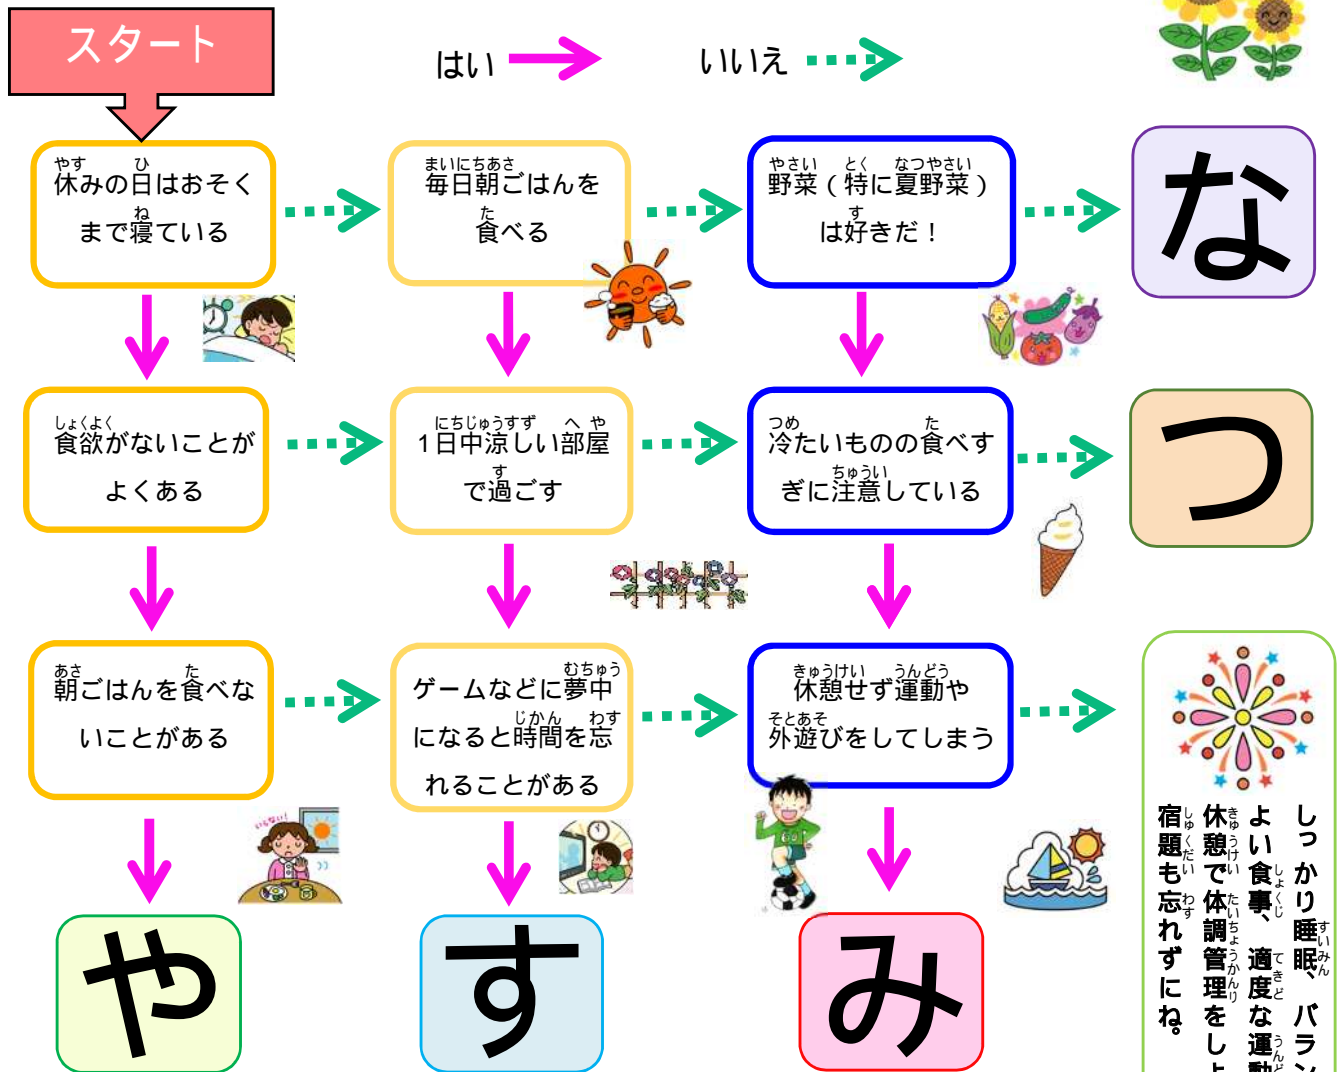 スタート
はい
いいえ
休みの日はおそく
まで寝ている
毎日朝ごはんを
食べる
野菜（特に夏野菜）
は好きだ！
な
食欲がないことが
よくある
1日中涼しい部屋
で過ごす
冷たいものの食べす
ぎに注意している
つ
朝ごはんを食べな
いことがある
ゲームなどに夢中
になると時間を忘
れることがある
休憩せず運動や
外遊びをしてしまう
いらない!
や
す
み
しっかり睡眠、バラン
よい食事、適度な運動
休憩で体調管理をしよ
宿題も忘れずにね。